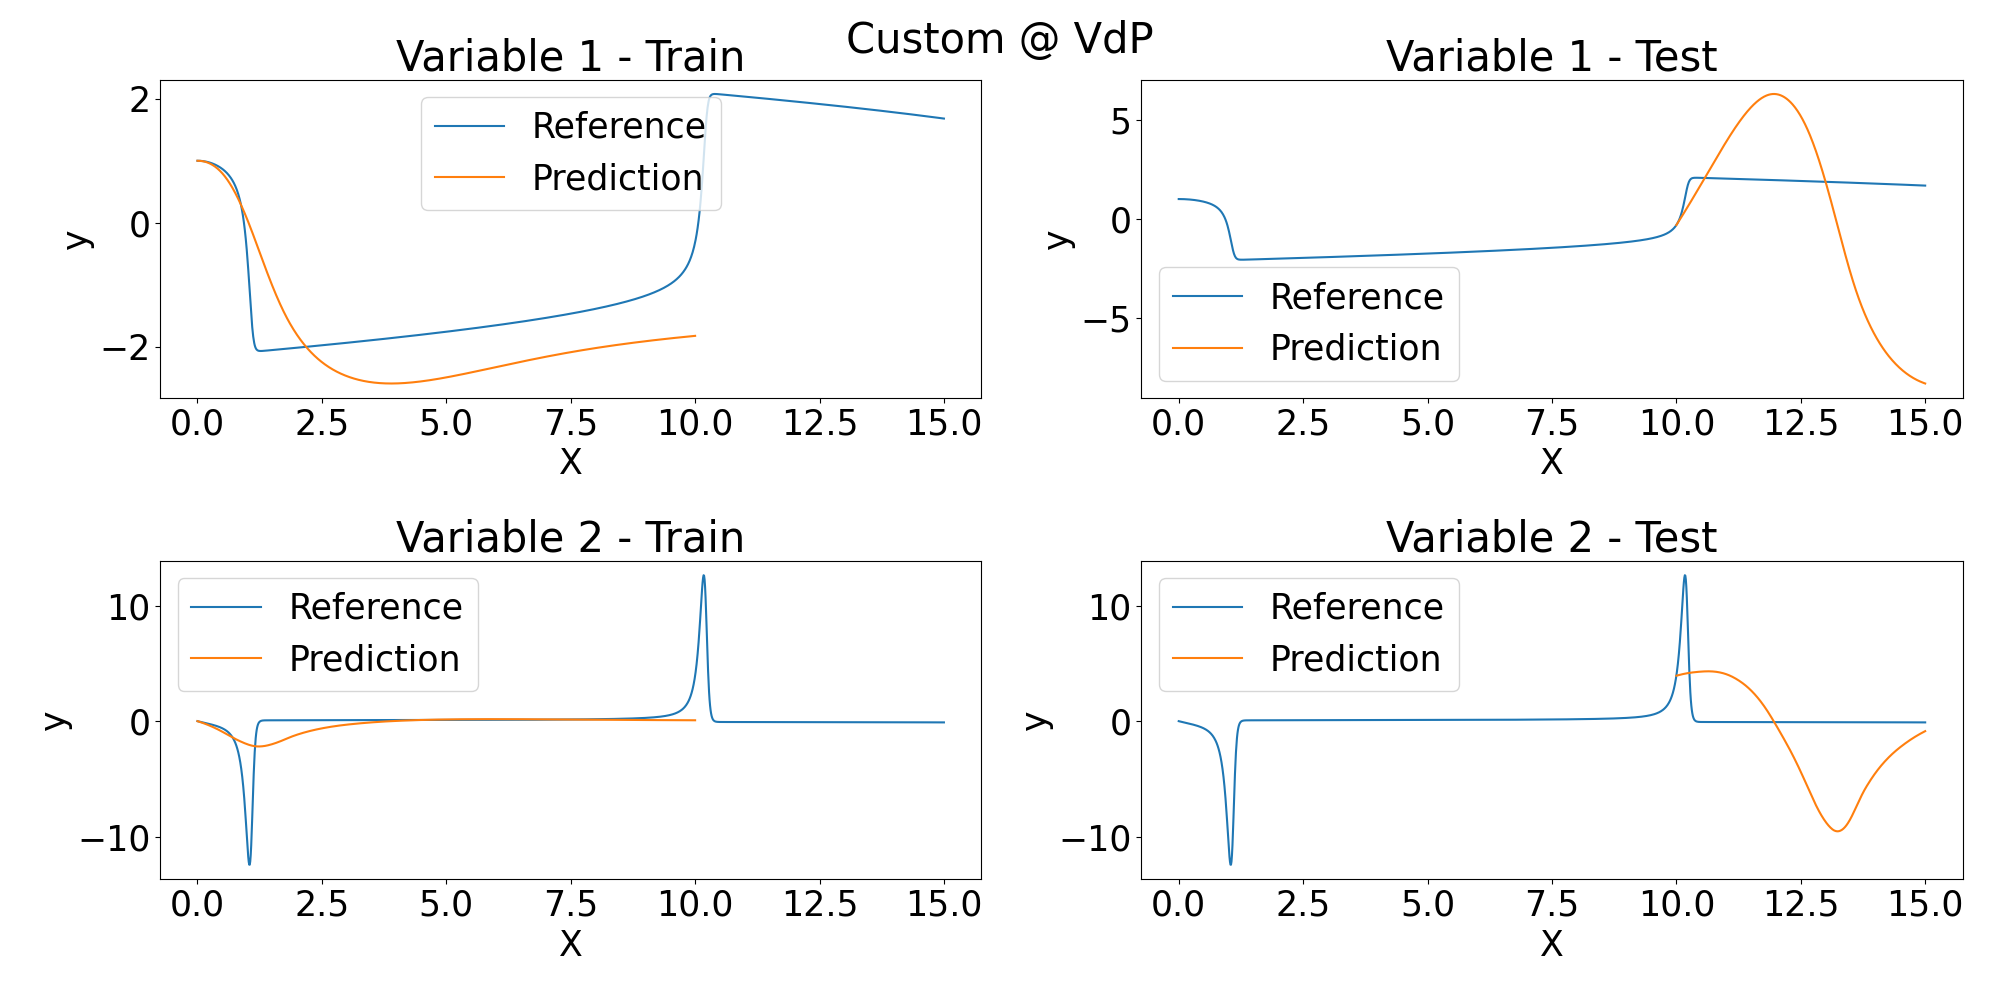 Custom @ VdP
Variable 1 - Train
2
0
−2
y
Reference
Prediction
0.0 2.5 5.0 7.5 10.0 12.5 15.0
X
Variable 1 - Test
5
0
−5
y
Reference
Prediction
0.0 2.5 5.0 7.5 10.0 12.5 15.0
X
Variable 2 - Train
10
0
−10
y
Reference
Prediction
0.0 2.5 5.0 7.5 10.0 12.5 15.0
X
Variable 2 - Test
10
0
−10
y
Reference
Prediction
0.0 2.5 5.0 7.5 10.0 12.5 15.0
X